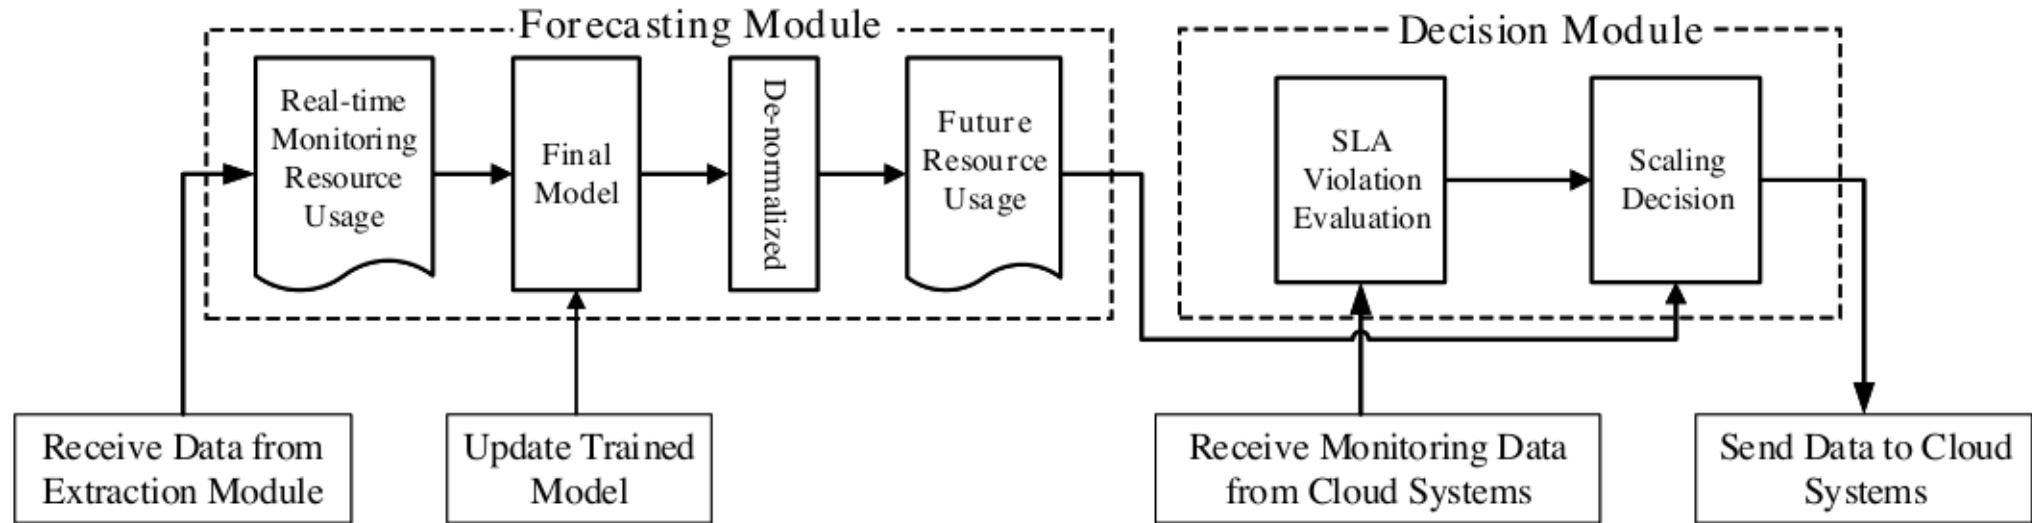 Forecasting Module
Real-time
Monitoring
Resource
Usage
Final
Model
De-normalized
Future
Resource
Usage
Decision Module
SLA
Violation
Evaluation
Scaling
Decision
Receive Data from
Extraction Module
Update Trained
Model
Receive Monitoring Data
from Cloud Systems
Send Data to Cloud
Systems